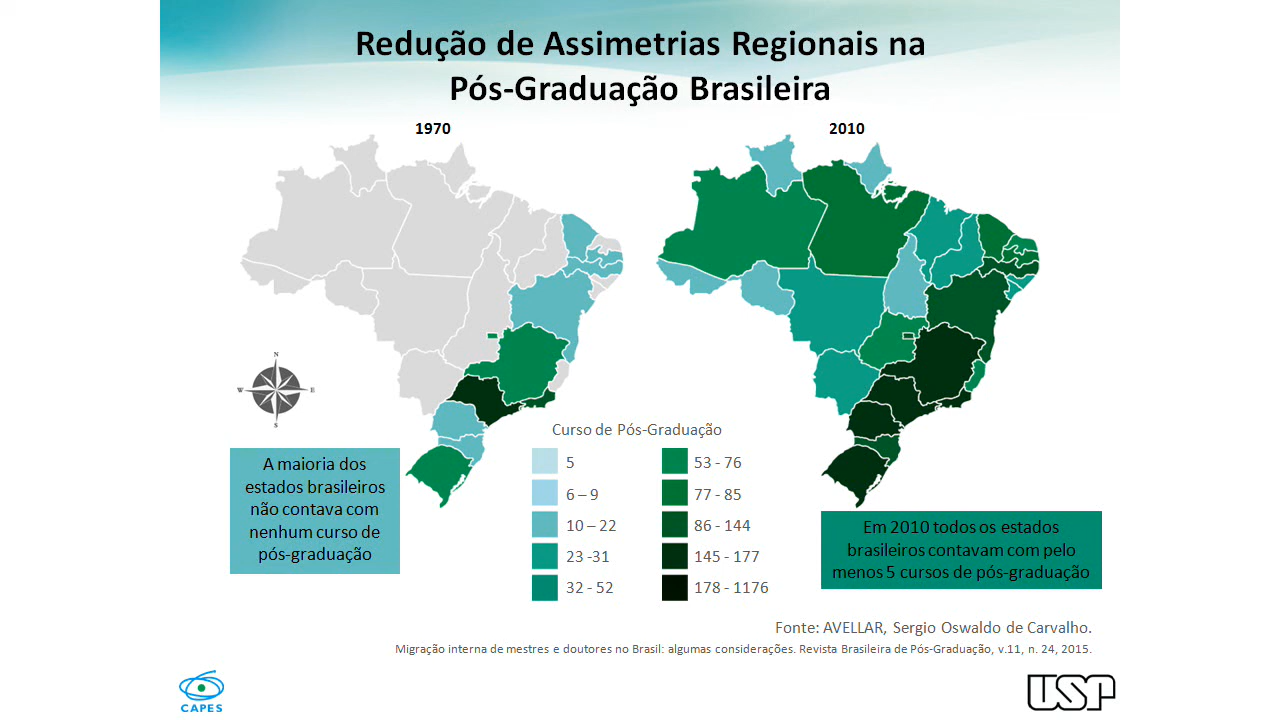 Redução de Assimetrias Regionais na
Pós-Graduação Brasileira
1970
2010
N
W
E
S
A maioria dos
estados brasileiros
não contava com
nenhum curso de
pós-graduação
Curso de Pós-Graduação
5
6 – 9
10 – 22
23 -31
32 - 52
53 - 76
77 - 85
86 - 144
145 - 177
178 - 1176
Em 2010 todos os estados
brasileiros contavam com pelo
menos 5 cursos de pós-graduação
Fonte: AVELLAR, Sergio Oswaldo de Carvalho.
Migração interna de mestres e doutores no Brasil: algumas considerações. Revista Brasileira de Pós-Graduação, v.11, n. 24, 2015.
CAPES
USP